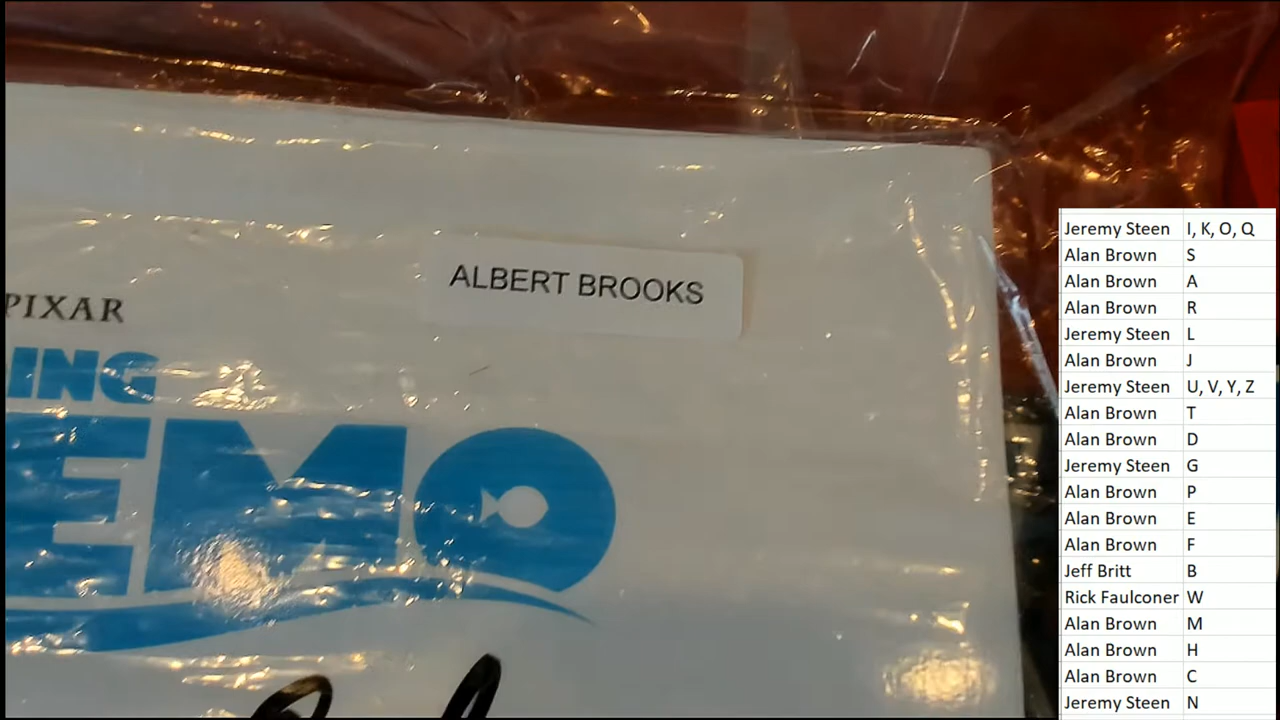 ALBERT BROOKS
PIXAR
ING
EMO
Jeremy Steen I, K, O, Q
Alan Brown S
Alan Brown A
Alan Brown R
Jeremy Steen L
Alan Brown J
Jeremy Steen U, V, Y, Z
Alan Brown T
Alan Brown D
Jeremy Steen G
Alan Brown P
Alan Brown E
Alan Brown F
Jeff Britt B
Rick Faulconer W
Alan Brown M
Alan Brown H
Alan Brown C
Jeremy Steen N